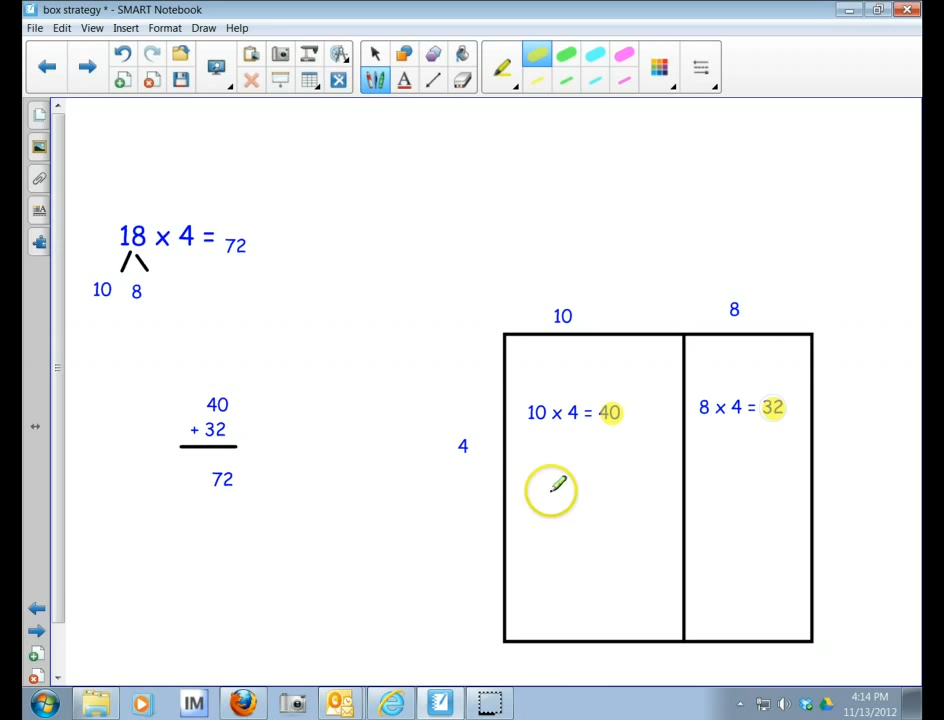 box strategy * - SMART Notebook
File Edit View Insert Format Draw Help
18 x 4 = 72
10 8
10 8
40
+ 32
72
10 x 4 = 40
8 x 4 = 32
4
IM
4:14 PM
11/13/2012